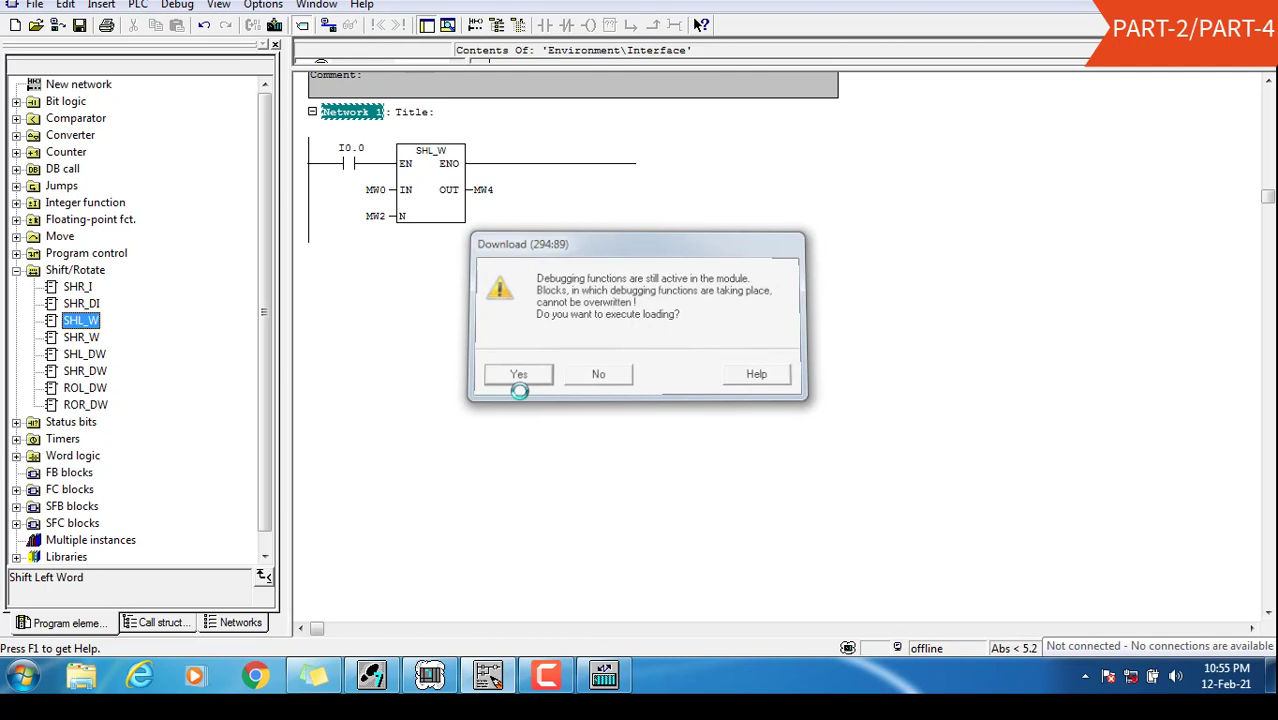 File Edit Insert PLC Debug View Options Window Help
PART-2/PART-4
Contents Of: 'Environment\Interface'
New network
Bit logic
Comparator
Converter
Counter
DB call
Jumps
Integer function
Floating-point fct.
Move
Program control
Shift/Rotate
SHR_I
SHR_DI
SHL_W
SHR_W
SHL_DW
SHR_DW
ROL_DW
ROR_DW
Status bits
Timers
Word logic
FB blocks
FC blocks
SFB blocks
SFC blocks
Multiple instances
Libraries
Shift Left Word
Program eleme... Call struct... Networks
Comment:
Network 1: Title:
I0.0
SHL_W
EN ENO
MW0 IN OUT MW4
MW2 N
Download (294:89)
Debugging functions are still active in the module.
Blocks, in which debugging functions are taking place,
cannot be overwritten !
Do you want to execute loading?
Yes No Help
Press F1 to get Help.
offline Abs < 5.2
Not connected - No connections are available
10:55 PM
12-Feb-21